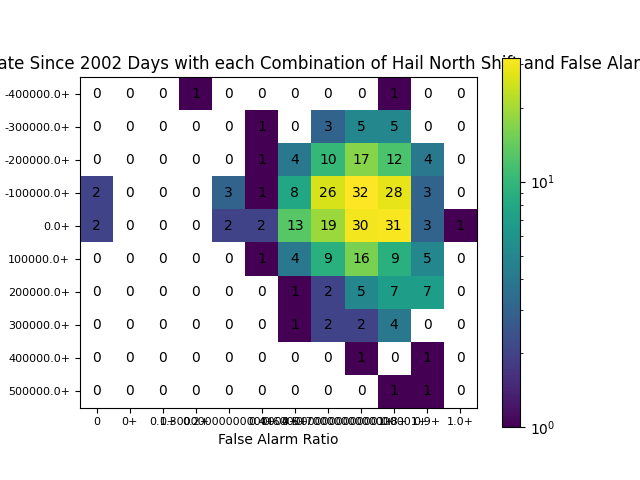 ate Since 2002 Days with each Combination of Hail North Shift and False Alar
-400000.0+ 0 0 0 1 0 0 0 0 0 1 0 0
-300000.0+ 0 0 0 0 0 1 0 3 5 5 0 0
-200000.0+ 0 0 0 0 0 1 4 10 17 12 4 0
-100000.0+ 2 0 0 0 3 1 8 26 32 28 3 0
0.0+ 2 0 0 0 2 2 13 19 30 31 3 1
100000.0+ 0 0 0 0 0 1 4 9 16 9 5 0
200000.0+ 0 0 0 0 0 0 1 2 5 7 7 0
300000.0+ 0 0 0 0 0 0 1 2 2 4 0 0
400000.0+ 0 0 0 0 0 0 0 0 1 0 1 0
500000.0+ 0 0 0 0 0 0 0 0 0 1 1 0
0 0+ 0.9+ 1.0+
False Alarm Ratio
10¹
10⁰